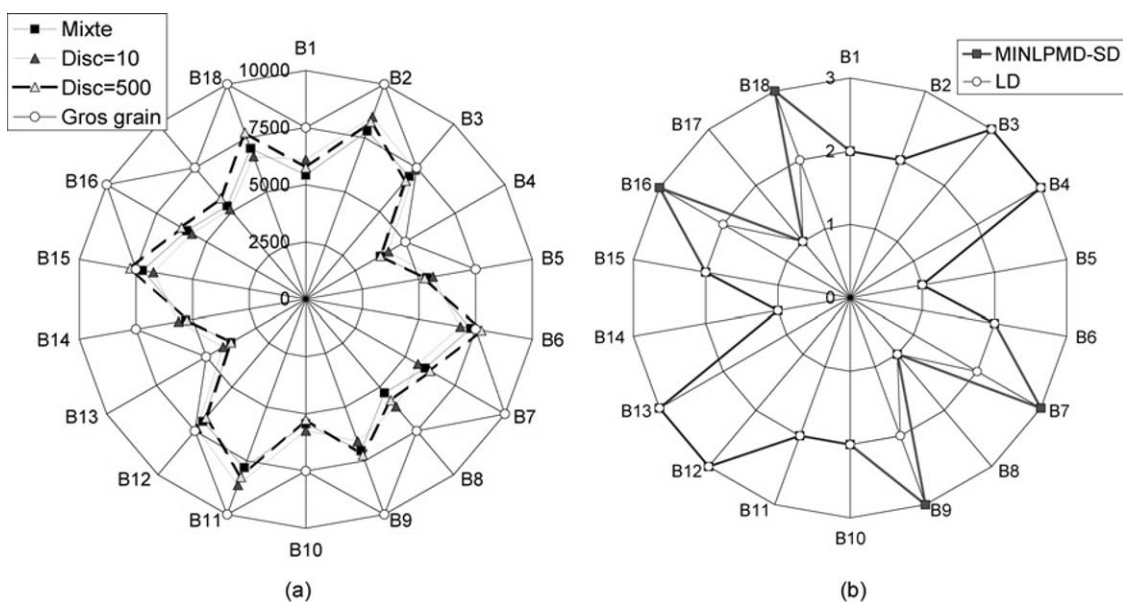 Mixte
Disc=10
Disc=500
Gros grain
B1
B2
B3
B4
B5
B6
B7
B8
B9
B10
B11
B12
B13
B14
B15
B16
B18
10000
7500
5000
2500
0
(a)
MINLPMD-SD
LD
B1
B2
B3
B4
B5
B6
B7
B8
B9
B10
B11
B12
B13
B14
B15
B16
B17
B18
3
2
1
0
(b)